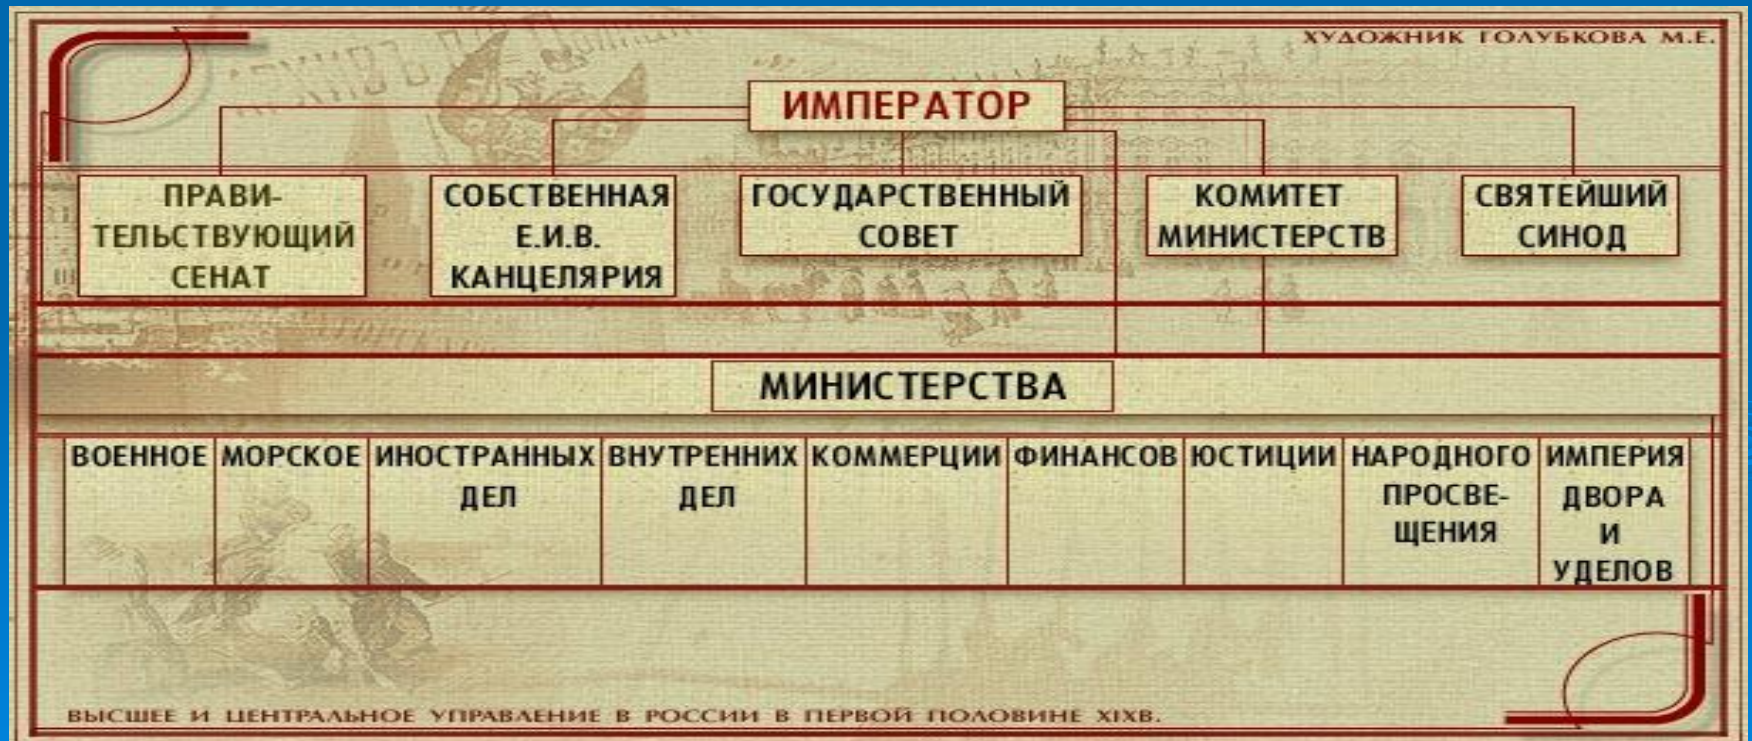 ХУДОЖНИК ГОЛУБКОВА М.Е.
ИМПЕРАТОР
ПРАВИ-
ТЕЛЬСТВУЮЩИЙ
СЕНАТ
СОБСТВЕННАЯ
Е.И.В.
КАНЦЕЛЯРИЯ
ГОСУДАРСТВЕННЫЙ
СОВЕТ
КОМИТЕТ
МИНИСТЕРСТВ
СВЯТЕЙШИЙ
СИНОД
МИНИСТЕРСТВА
ВОЕННОЕ
МОРСКОЕ
ИНОСТРАННЫХ
ДЕЛ
ВНУТРЕННИХ
ДЕЛ
КОММЕРЦИИ
ФИНАНСОВ
ЮСТИЦИИ
НАРОДНОГО
ПРОСВЕ-
ЩЕНИЯ
ИМПЕРИЯ
ДВОРА
И
УДЕЛОВ
ВЫСШЕЕ И ЦЕНТРАЛЬНОЕ УПРАВЛЕНИЕ В РОССИИ В ПЕРВОЙ ПОЛОВИНЕ XIXВ.